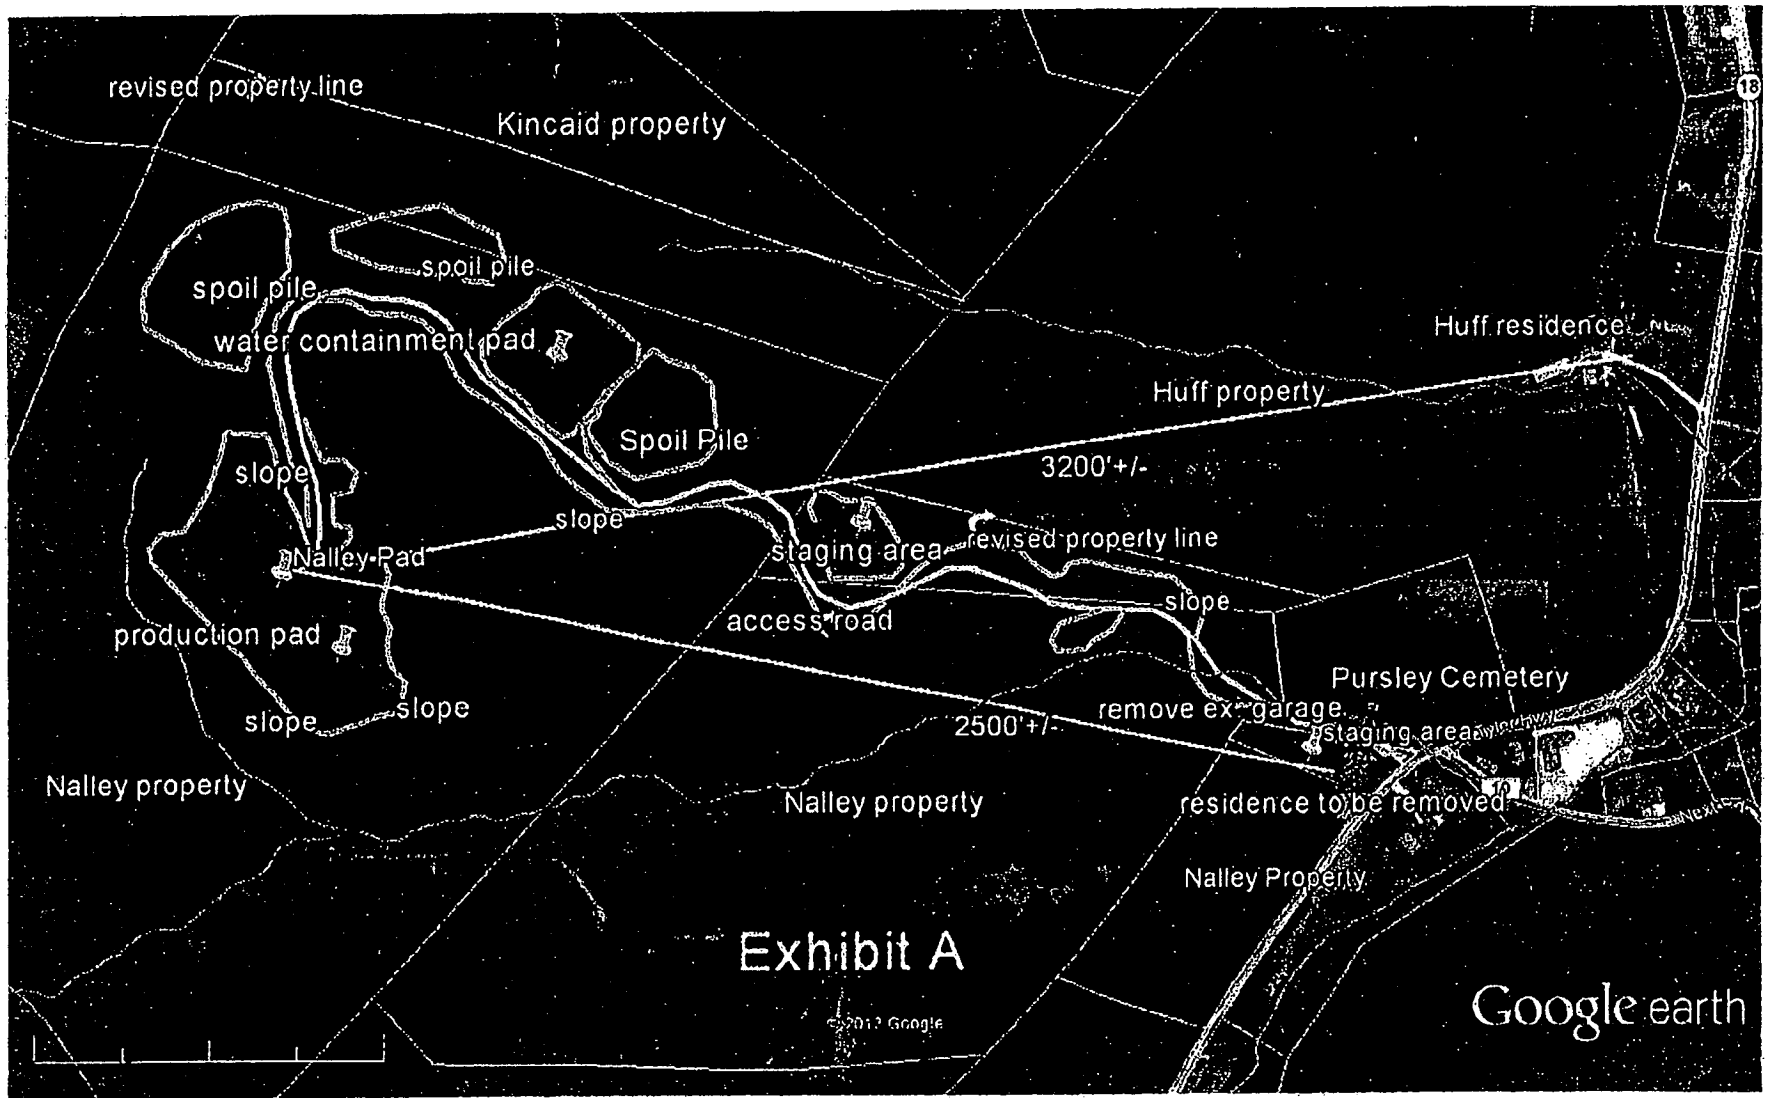 revised property line
Kincaid property
18
spoil pile
spoil pile
water containment pad
Huff residence
Huff property
Spoil Pile
3200'+/-
slope
slope
Nalley Pad
staging area
revised property line
slope
access road
production pad
Pursley Cemetery
slope
slope
remove ex garage
2500'+/-
staging area
Nalley property
Nalley property
residence to be removed
Nalley Property
Exhibit A
© 2012 Google
Google earth